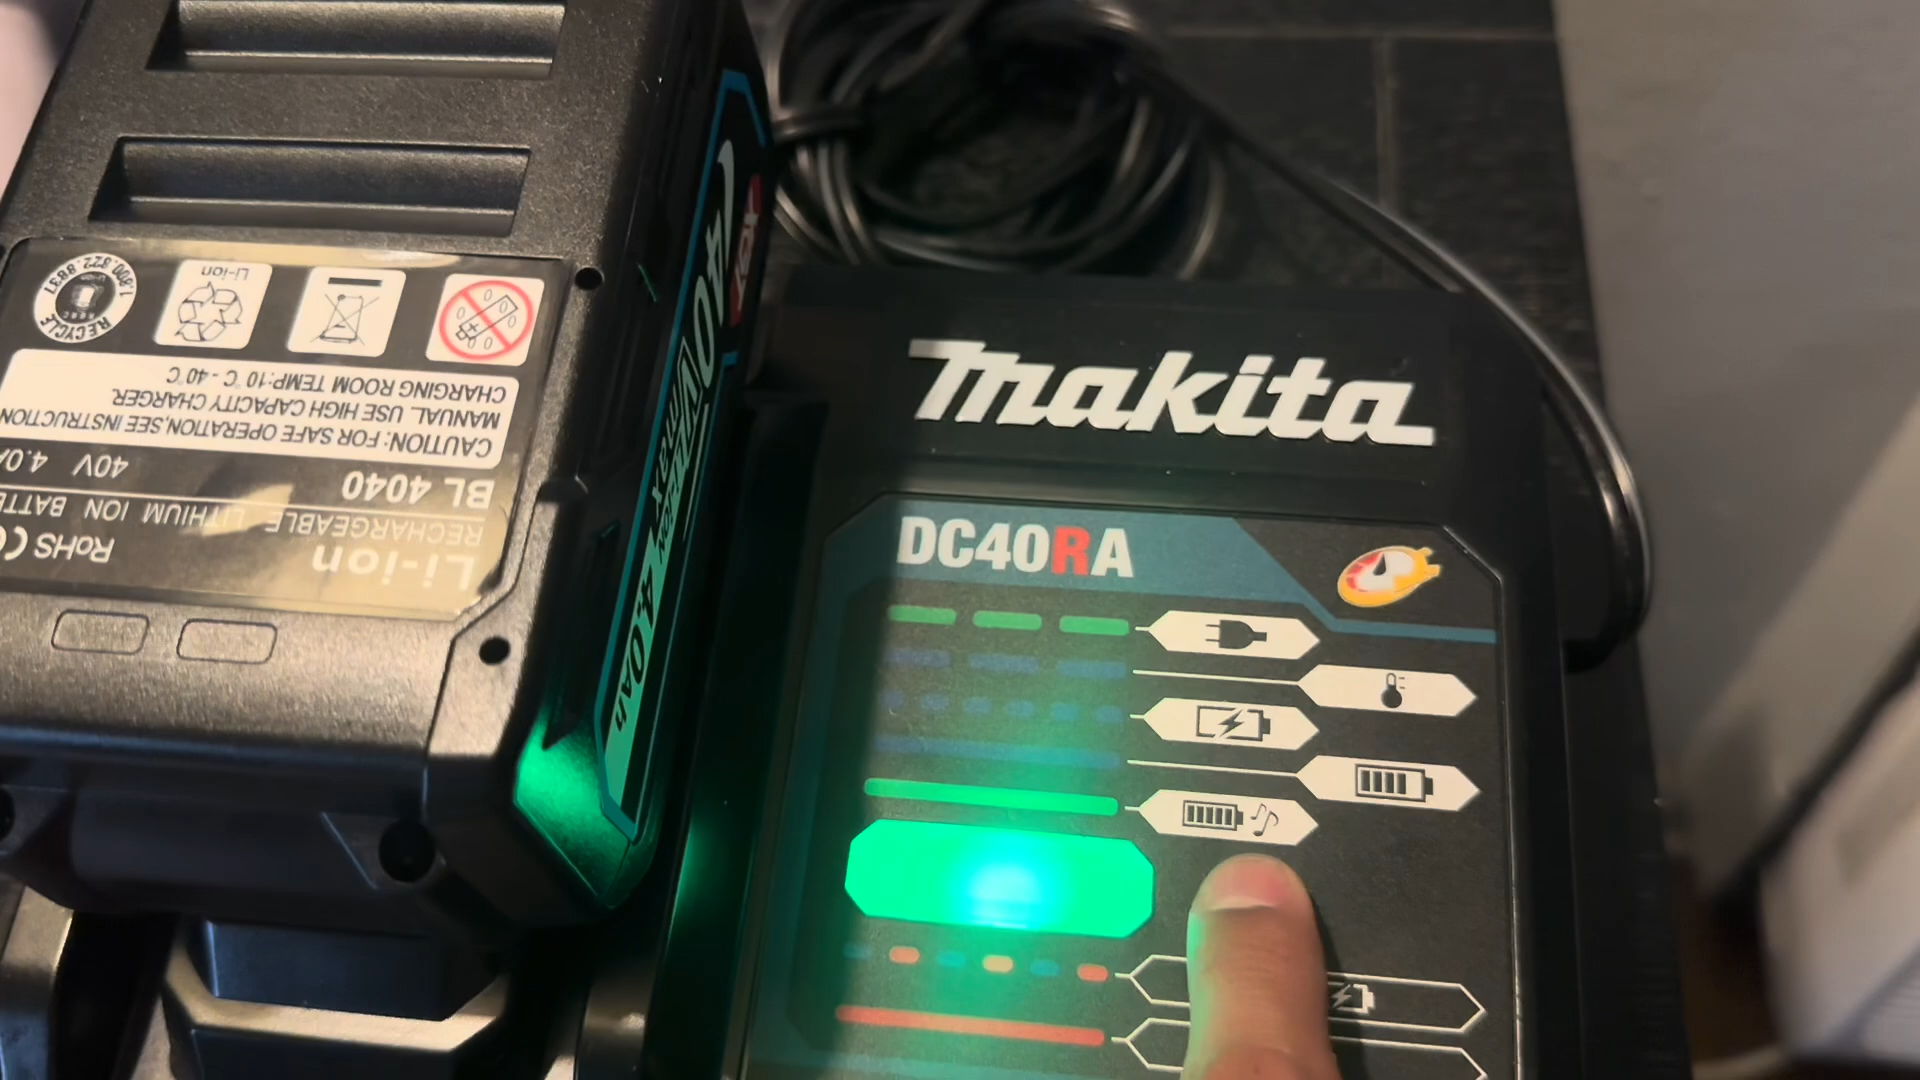 makita
DC40RA
40Vmax
4.0Ah
Li-ion
RECYCLE
1.800.822.8837
CHARGING ROOM TEMP:10°C - 40°C
MANUAL. USE HIGH CAPACITY CHARGER.
CAUTION: FOR SAFE OPERATION,SEE INSTRUCTION
BL 4040
40V 4.0A
RECHARGEABLE LITHIUM ION
Li-ion
RoHS CE